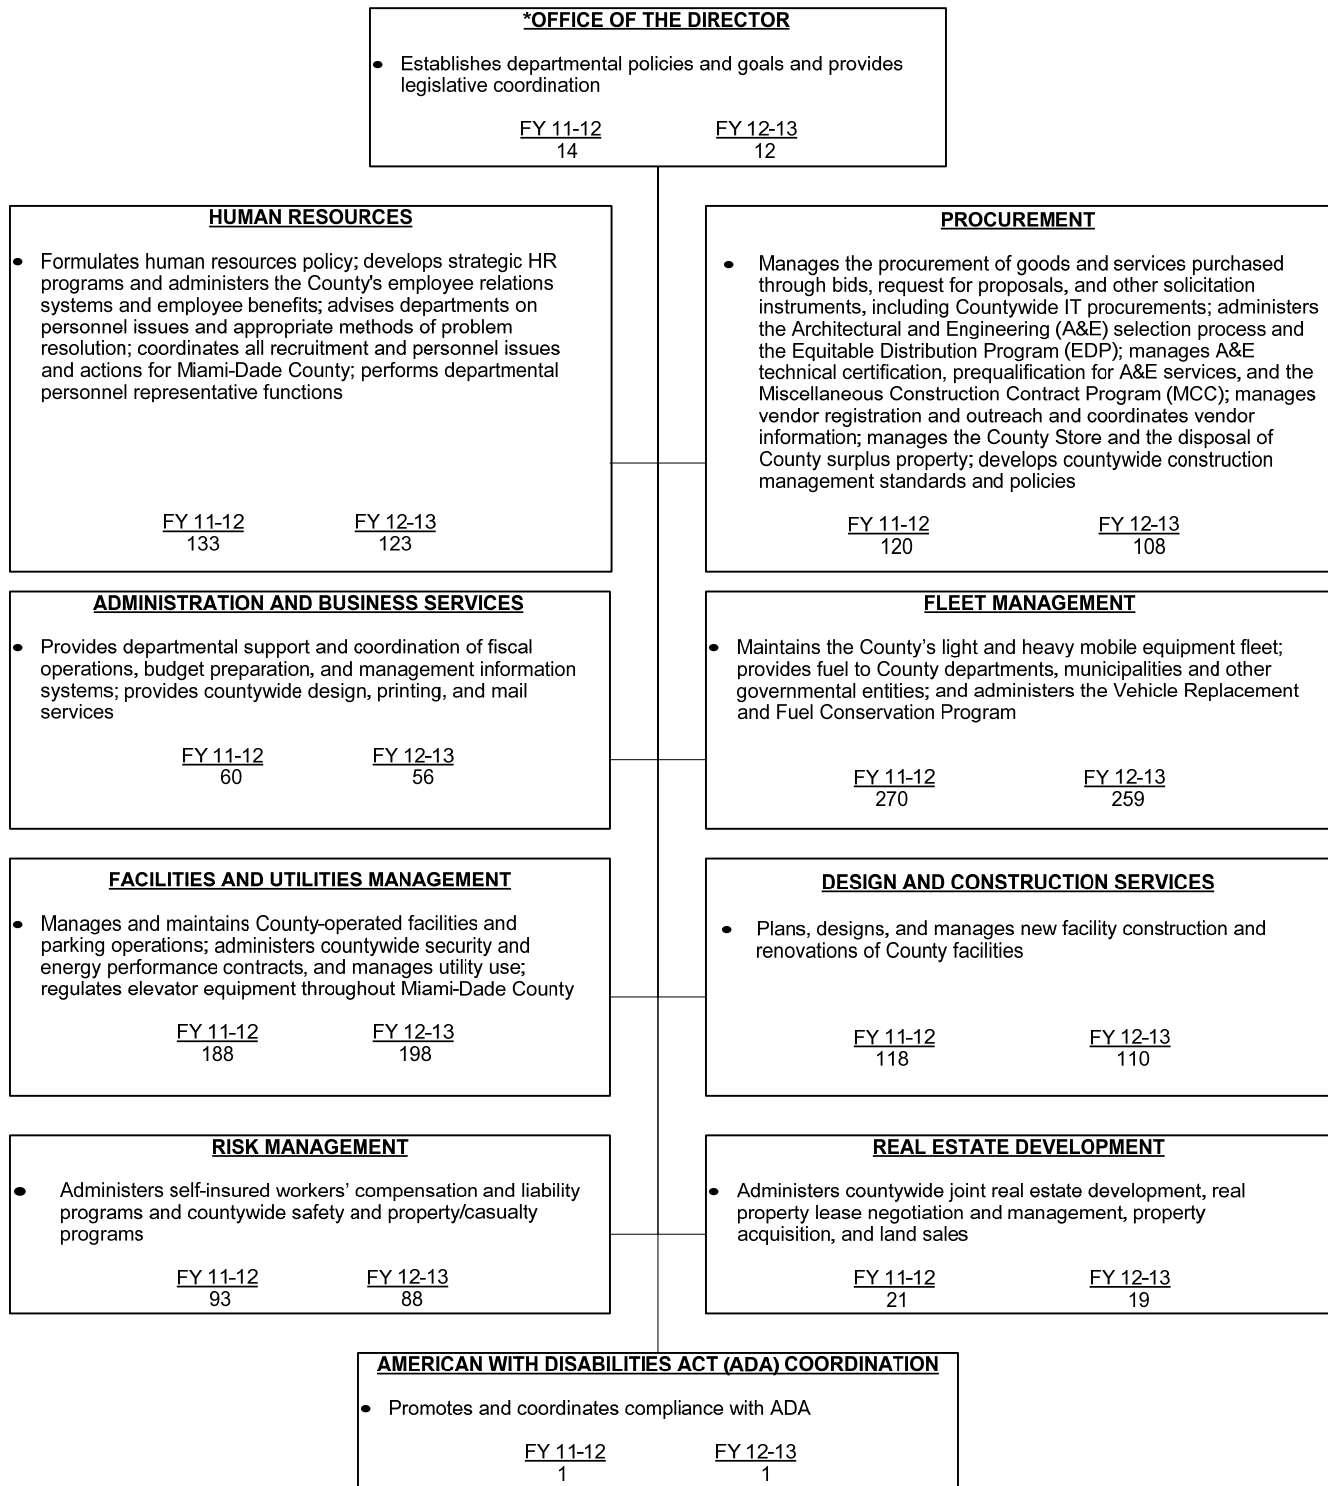 *OFFICE OF THE DIRECTOR
• Establishes departmental policies and goals and provides
legislative coordination
FY 11-12 FY 12-13
14 12
HUMAN RESOURCES
• Formulates human resources policy; develops strategic HR
programs and administers the County's employee relations
systems and employee benefits; advises departments on
personnel issues and appropriate methods of problem
resolution; coordinates all recruitment and personnel issues
and actions for Miami-Dade County; performs departmental
personnel representative functions
FY 11-12 FY 12-13
133 123
PROCUREMENT
• Manages the procurement of goods and services purchased
through bids, request for proposals, and other solicitation
instruments, including Countywide IT procurements; administers
the Architectural and Engineering (A&E) selection process and
the Equitable Distribution Program (EDP); manages A&E
technical certification, prequalification for A&E services, and the
Miscellaneous Construction Contract Program (MCC); manages
vendor registration and outreach and coordinates vendor
information; manages the County Store and the disposal of
County surplus property; develops countywide construction
management standards and policies
FY 11-12 FY 12-13
120 108
ADMINISTRATION AND BUSINESS SERVICES
• Provides departmental support and coordination of fiscal
operations, budget preparation, and management information
systems; provides countywide design, printing, and mail
services
FY 11-12 FY 12-13
60 56
FLEET MANAGEMENT
• Maintains the County’s light and heavy mobile equipment fleet;
provides fuel to County departments, municipalities and other
governmental entities; and administers the Vehicle Replacement
and Fuel Conservation Program
FY 11-12 FY 12-13
270 259
FACILITIES AND UTILITIES MANAGEMENT
• Manages and maintains County-operated facilities and
parking operations; administers countywide security and
energy performance contracts, and manages utility use;
regulates elevator equipment throughout Miami-Dade County
FY 11-12 FY 12-13
188 198
DESIGN AND CONSTRUCTION SERVICES
• Plans, designs, and manages new facility construction and
renovations of County facilities
FY 11-12 FY 12-13
118 110
RISK MANAGEMENT
• Administers self-insured workers’ compensation and liability
programs and countywide safety and property/casualty
programs
FY 11-12 FY 12-13
93 88
REAL ESTATE DEVELOPMENT
• Administers countywide joint real estate development, real
property lease negotiation and management, property
acquisition, and land sales
FY 11-12 FY 12-13
21 19
AMERICAN WITH DISABILITIES ACT (ADA) COORDINATION
• Promotes and coordinates compliance with ADA
FY 11-12 FY 12-13
1 1